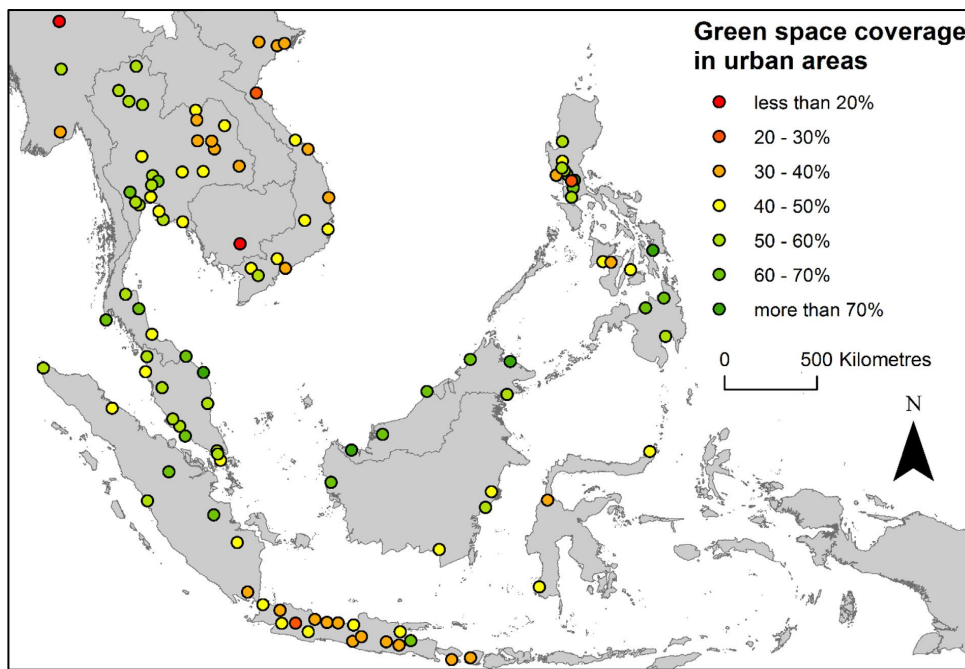 Green space coverage
in urban areas
less than 20%
20 - 30%
30 - 40%
40 - 50%
50 - 60%
60 - 70%
more than 70%
0 500 Kilometres
N